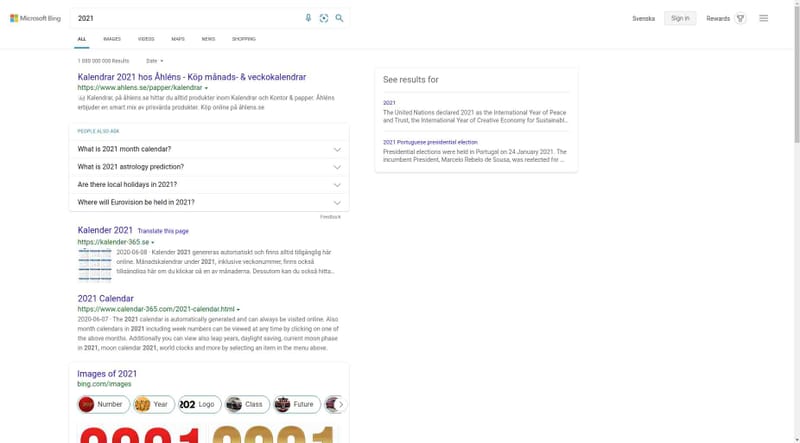 Microsoft Bing
2021
Svenska
Sign in
Rewards
ALL
IMAGES
VIDEOS
MAPS
NEWS
SHOPPING
1 080 000 000 Results
Date
Kalendrar 2021 hos Åhléns - Köp månads- & veckokalendrar
https://www.ahlens.se/papper/kalendrar
Ad Kalendrar, på åhlens.se hittar du alltid produkter inom Kalendrar och Kontor & papper. Åhléns
erbjuder en smart mix av prisvärda produkter. Köp online på åhlens.se
PEOPLE ALSO ASK
What is 2021 month calendar?
What is 2021 astrology prediction?
Are there local holidays in 2021?
Where will Eurovision be held in 2021?
Feedback
Kalender 2021 Translate this page
https://kalender-365.se
2020-06-08 · Kalender 2021 genereras automatiskt och finns alltid tillgänglig här
online. Månadskalendrar under 2021, inklusive veckonummer, finns också
tillgängliga här om du klickar på en av månaderna. Dessutom kan du också hitta...
2021 Calendar
https://www.calendar-365.com/2021-calendar.html
2020-06-07 · The 2021 calendar is automatically generated and can always be visited online. Also
month calendars in 2021 including week numbers can be viewed at any time by clicking on one of
the above months. Additionally you can view also leap years, daylight saving, current moon phase
in 2021, moon calendar 2021, world clocks and more by selecting an item in the menu above.
Images of 2021
bing.com/images
Number
Year
202 Logo
Class
Future
2021
2021
See results for
2021
The United Nations declared 2021 as the International Year of Peace
and Trust, the International Year of Creative Economy for Sustainabl...
2021 Portuguese presidential election
Presidential elections were held in Portugal on 24 January 2021. The
incumbent President, Marcelo Rebelo de Sousa, was reelected for ...